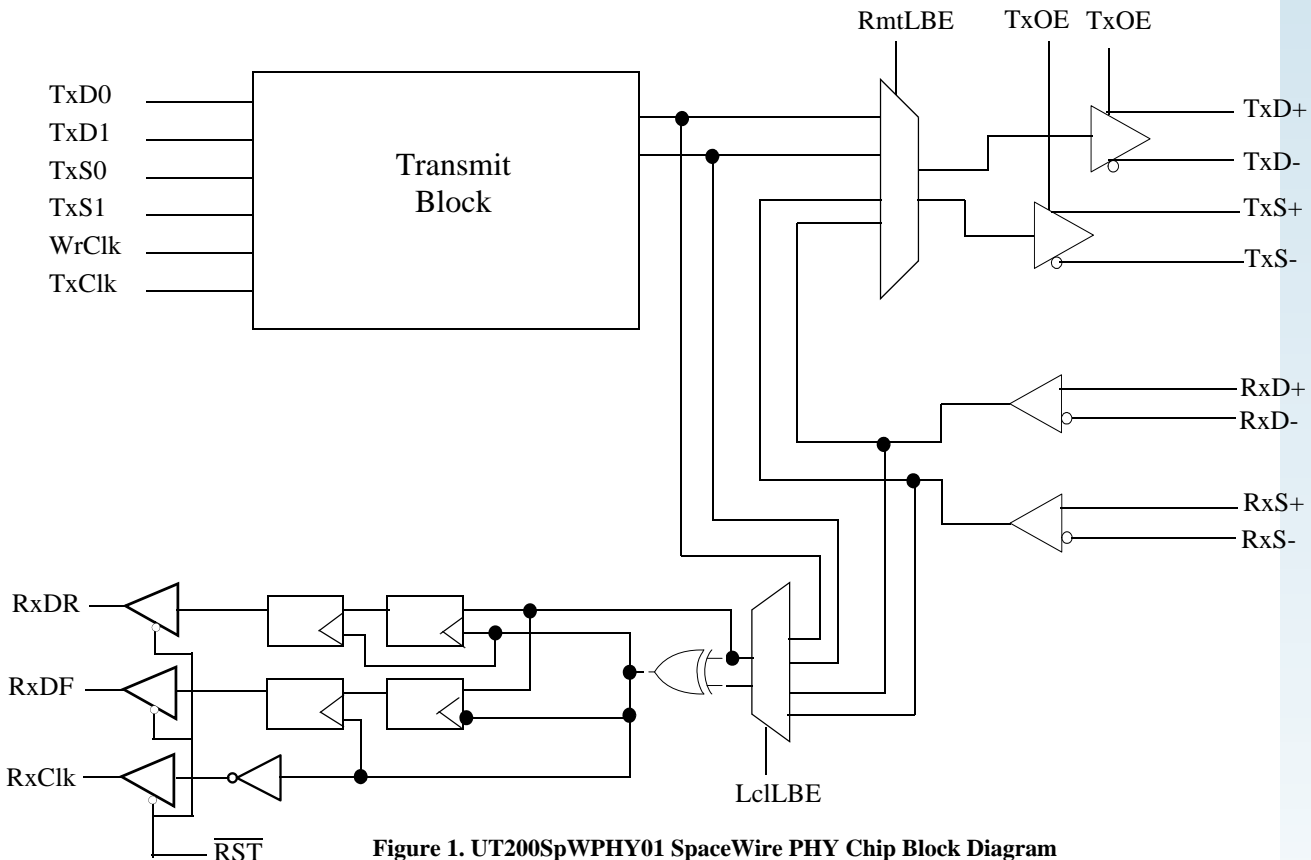 RmtLBE TxOE TxOE
TxD0
TxD1
TxS0
TxS1
WrClk
TxClk
Transmit
Block
TxD+
TxD-
TxS+
TxS-
RxD+
RxD-
RxS+
RxS-
RxDR
RxDF
RxClk
LclLBE
RST
Figure 1. UT200SpWPHY01 SpaceWire PHY Chip Block Diagram